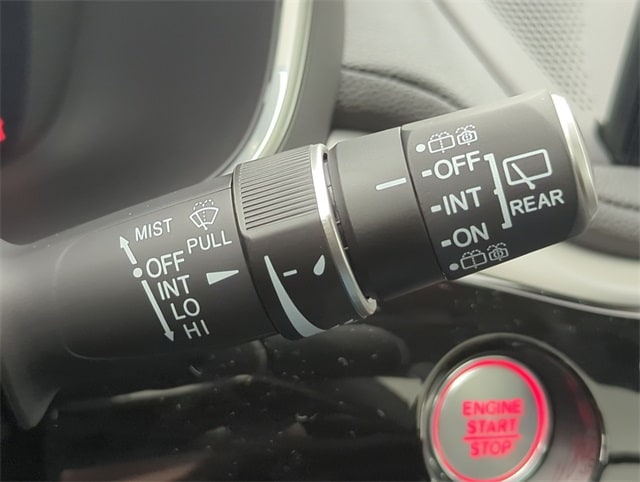 MIST
PULL
OFF
INT
LO
HI
OFF
INT
ON
REAR
ENGINE
START
STOP